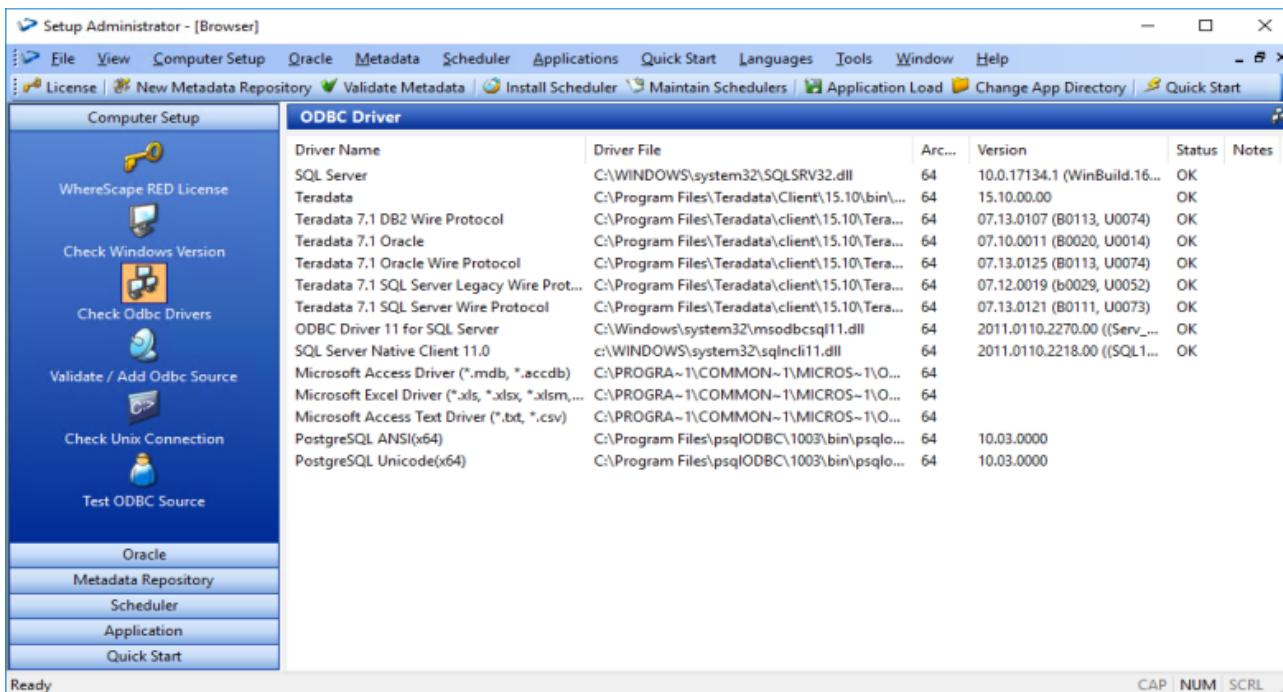 Setup Administrator - [Browser]
File View Computer Setup Oracle Metadata Scheduler Applications Quick Start Languages Tools Window Help
License New Metadata Repository Validate Metadata Install Scheduler Maintain Schedulers Application Load Change App Directory Quick Start
Computer Setup
WhereScape RED License
Check Windows Version
Check Odbc Drivers
Validate / Add Odbc Source
Check Unix Connection
Test ODBC Source
Oracle
Metadata Repository
Scheduler
Application
Quick Start
ODBC Driver
Driver Name Driver File Arc... Version Status Notes
SQL Server C:\WINDOWS\system32\SQLSRV32.dll 64 10.0.17134.1 (WinBuild.16... OK
Teradata C:\Program Files\Teradata\Client\15.10\bin\... 64 15.10.00.00 OK
Teradata 7.1 DB2 Wire Protocol C:\Program Files\Teradata\client\15.10\Tera... 64 07.13.0107 (B0113, U0074) OK
Teradata 7.1 Oracle C:\Program Files\Teradata\client\15.10\Tera... 64 07.10.0011 (B0020, U0014) OK
Teradata 7.1 Oracle Wire Protocol C:\Program Files\Teradata\client\15.10\Tera... 64 07.13.0125 (B0113, U0074) OK
Teradata 7.1 SQL Server Legacy Wire Prot... C:\Program Files\Teradata\client\15.10\Tera... 64 07.12.0019 (b0029, U0052) OK
Teradata 7.1 SQL Server Wire Protocol C:\Program Files\Teradata\client\15.10\Tera... 64 07.13.0121 (B0111, U0073) OK
ODBC Driver 11 for SQL Server C:\Windows\system32\msodbcsql11.dll 64 2011.0110.2270.00 ((Serv_... OK
SQL Server Native Client 11.0 c:\WINDOWS\system32\sqlncli11.dll 64 2011.0110.2218.00 ((SQL1... OK
Microsoft Access Driver (*.mdb, *.accdb) C:\PROGRA~1\COMMON~1\MICROS~1\O... 64
Microsoft Excel Driver (*.xls, *.xlsx, *.xlsm,... C:\PROGRA~1\COMMON~1\MICROS~1\O... 64
Microsoft Access Text Driver (*.txt, *.csv) C:\PROGRA~1\COMMON~1\MICROS~1\O... 64
PostgreSQL ANSI(x64) C:\Program Files\psqlODBC\1003\bin\psqlo... 64 10.03.0000
PostgreSQL Unicode(x64) C:\Program Files\psqlODBC\1003\bin\psqlo... 64 10.03.0000
Ready CAP NUM SCRL